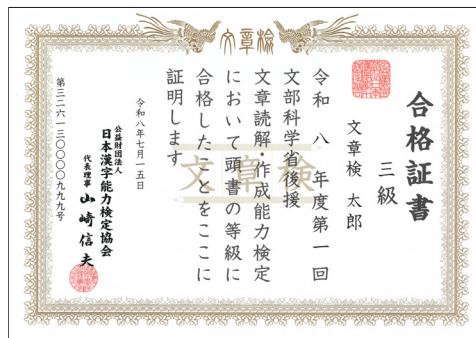 文章検
合格証書
三級
文章検 太郎
令和 八 年度第一回
文部科学省後援
文章読解・作成能力検定
において頭書の等級に
合格したことをここに
証明します
令和八年七月一五日
公益財団法人
日本漢字能力検定協会
代表理事 山崎信夫
第三二六一三〇〇〇〇九九九号
文章検